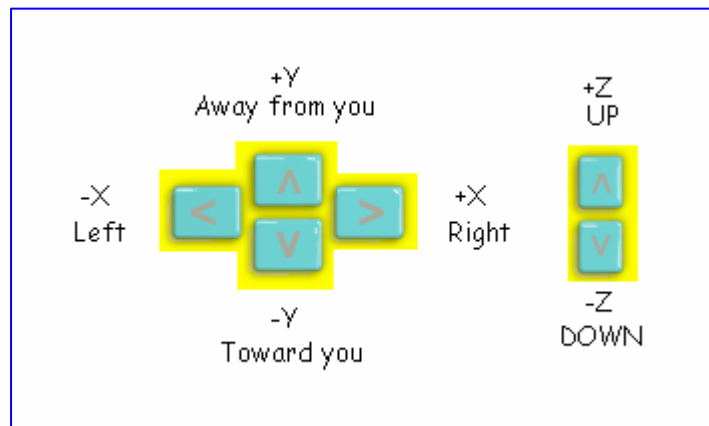 +Y
Away from you
+Z
UP
-X
Left
+X
Right
-Y
Toward you
-Z
DOWN